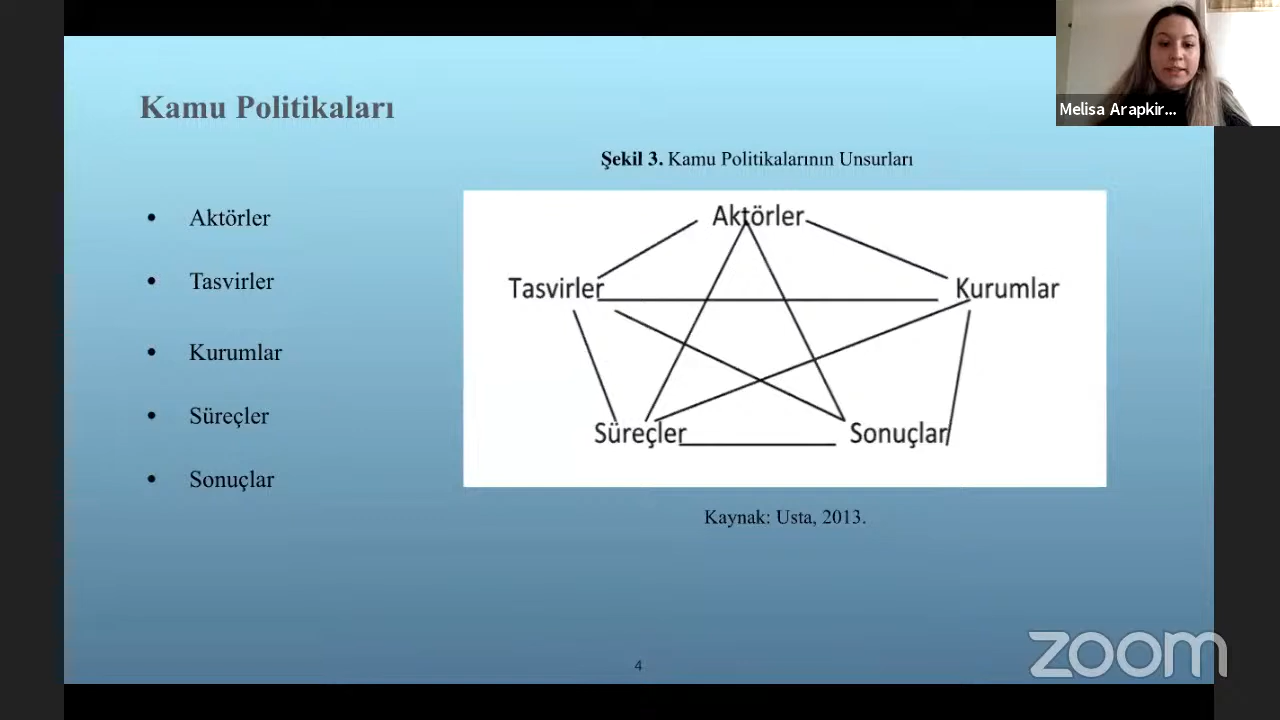 Kamu Politikaları
Melisa Arapkir...
Şekil 3. Kamu Politikalarının Unsurları
• Aktörler
• Tasvirler
• Kurumlar
• Süreçler
• Sonuçlar
Aktörler
Tasvirler
Kurumlar
Süreçler
Sonuçlar
Kaynak: Usta, 2013.
4
zoom